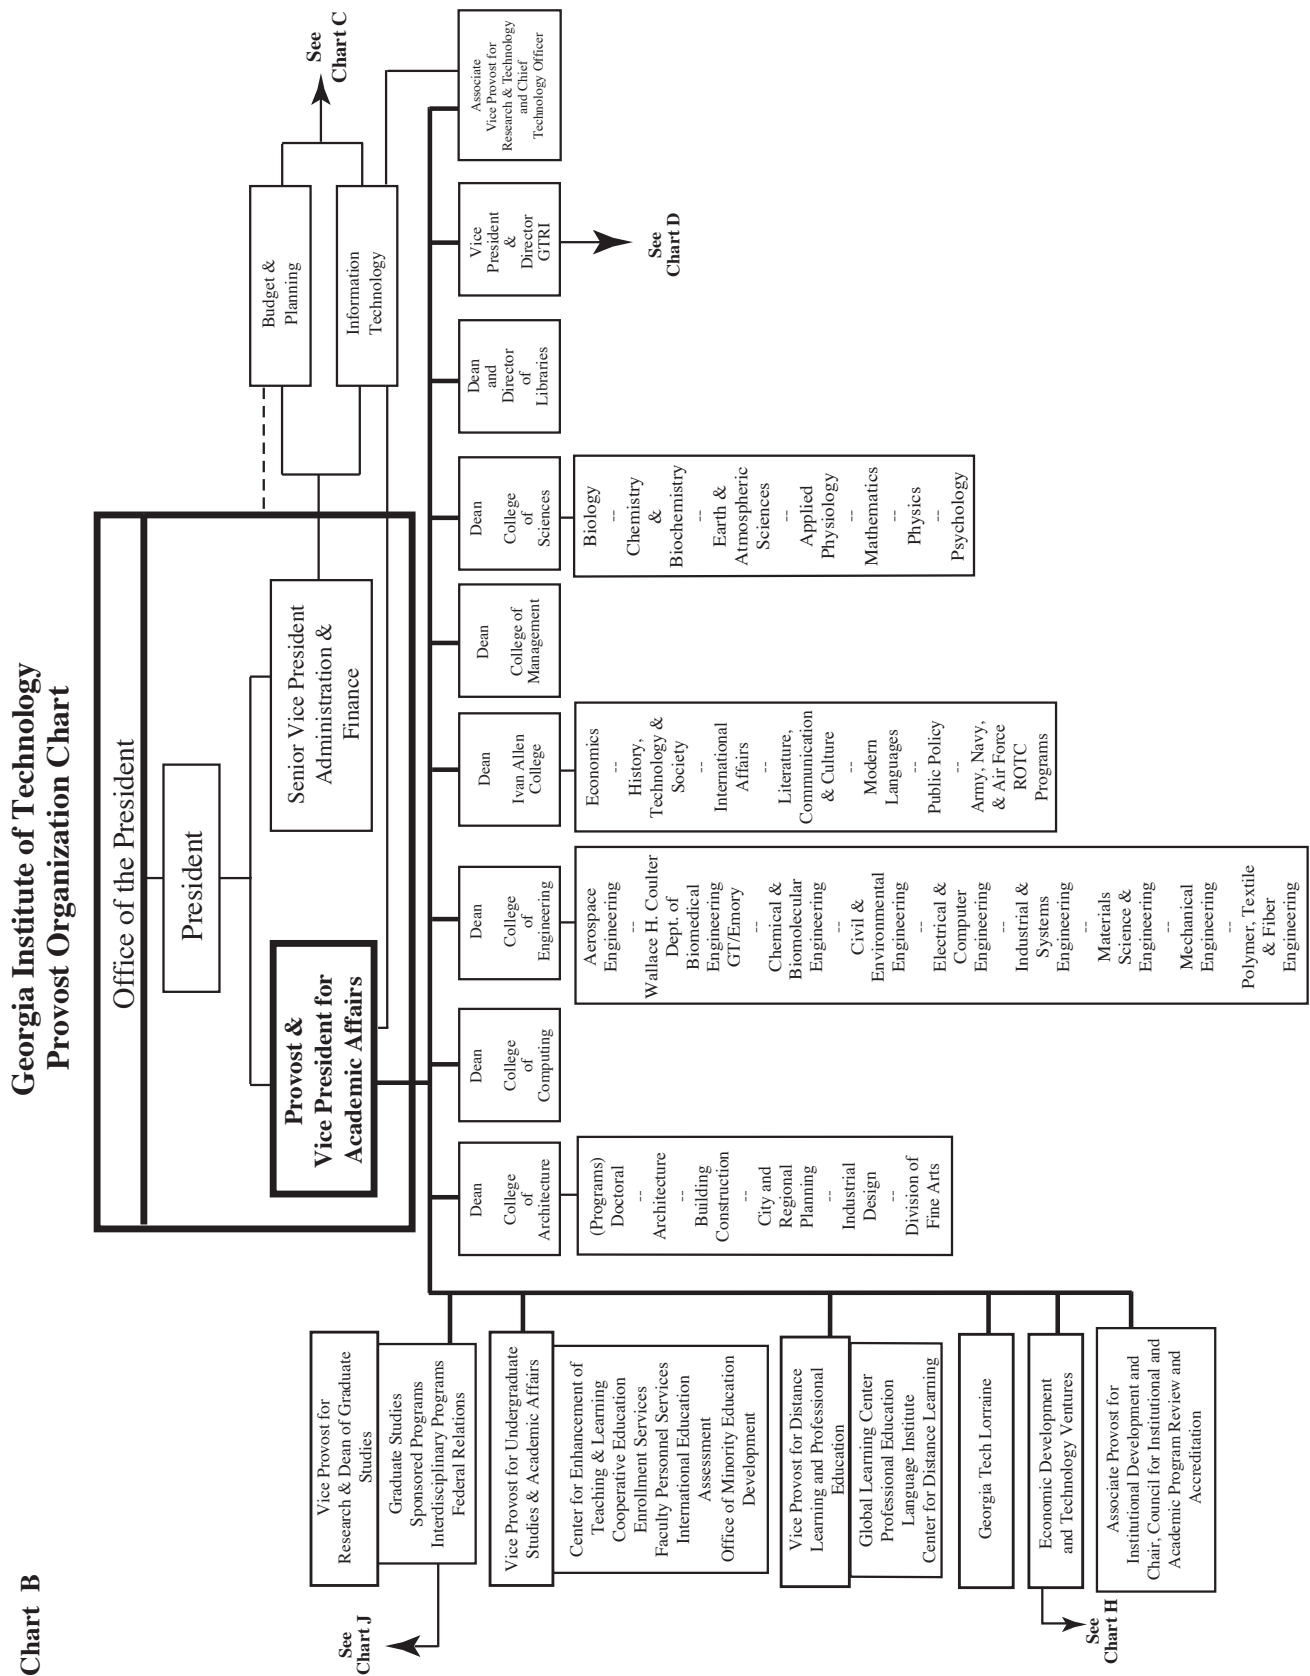 Chart B
Georgia Institute of Technology
Provost Organization Chart
Office of the President
President
Provost &
Vice President for
Academic Affairs
Senior Vice President
Administration &
Finance
Budget &
Planning
Information
Technology
See
Chart C
Vice Provost for
Research & Dean of Graduate
Studies
Graduate Studies
Sponsored Programs
Interdisciplinary Programs
Federal Relations
See
Chart J
Vice Provost for Undergraduate
Studies & Academic Affairs
Center for Enhancement of
Teaching & Learning
Cooperative Education
Enrollment Services
Faculty Personnel Services
International Education
Assessment
Office of Minority Education
Development
Vice Provost for Distance
Learning and Professional
Education
Global Learning Center
Professional Education
Language Institute
Center for Distance Learning
Georgia Tech Lorraine
Economic Development
and Technology Ventures
See
Chart H
Associate Provost for
Institutional Development and
Chair, Council for Institutional and
Academic Program Review and
Accreditation
Dean
College
of
Architecture
(Programs)
Doctoral
--
Architecture
--
Building
Construction
--
City and
Regional
Planning
--
Industrial
Design
--
Division of
Fine Arts
Dean
College
of
Computing
Dean
College
of
Engineering
Aerospace
Engineering
--
Wallace H. Coulter
Dept. of
Biomedical
Engineering
GT/Emory
--
Chemical &
Biomolecular
Engineering
--
Civil &
Environmental
Engineering
--
Electrical &
Computer
Engineering
--
Industrial &
Systems
Engineering
--
Materials
Science &
Engineering
--
Mechanical
Engineering
--
Polymer, Textile
& Fiber
Engineering
Dean
Ivan Allen
College
Economics
--
History,
Technology &
Society
--
International
Affairs
--
Literature,
Communication
& Culture
--
Modern
Languages
--
Public Policy
--
Army, Navy,
& Air Force
ROTC
Programs
Dean
College of
Management
Dean
College
of
Sciences
Biology
--
Chemistry
&
Biochemistry
--
Earth &
Atmospheric
Sciences
--
Applied
Physiology
--
Mathematics
--
Physics
--
Psychology
Dean
and
Director
of
Libraries
Vice
President
&
Director
GTRI
See
Chart D
Associate
Vice Provost for
Research & Technology
and Chief
Technology Officer